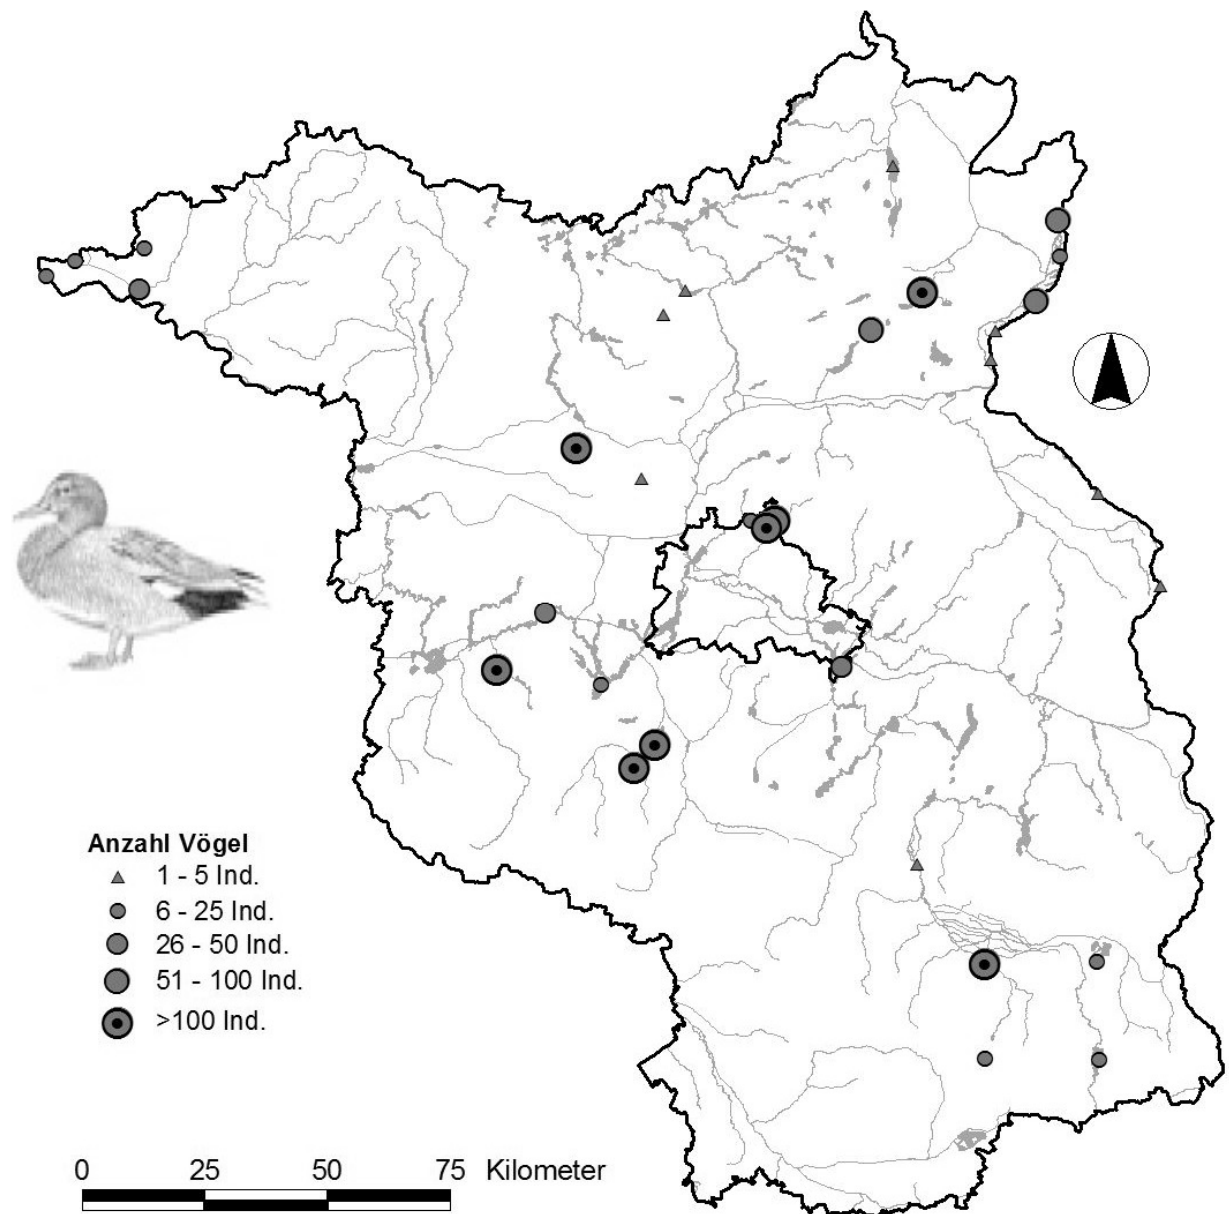 Anzahl Vögel
1 - 5 Ind.
6 - 25 Ind.
26 - 50 Ind.
51 - 100 Ind.
>100 Ind.
0 25 50 75 Kilometer